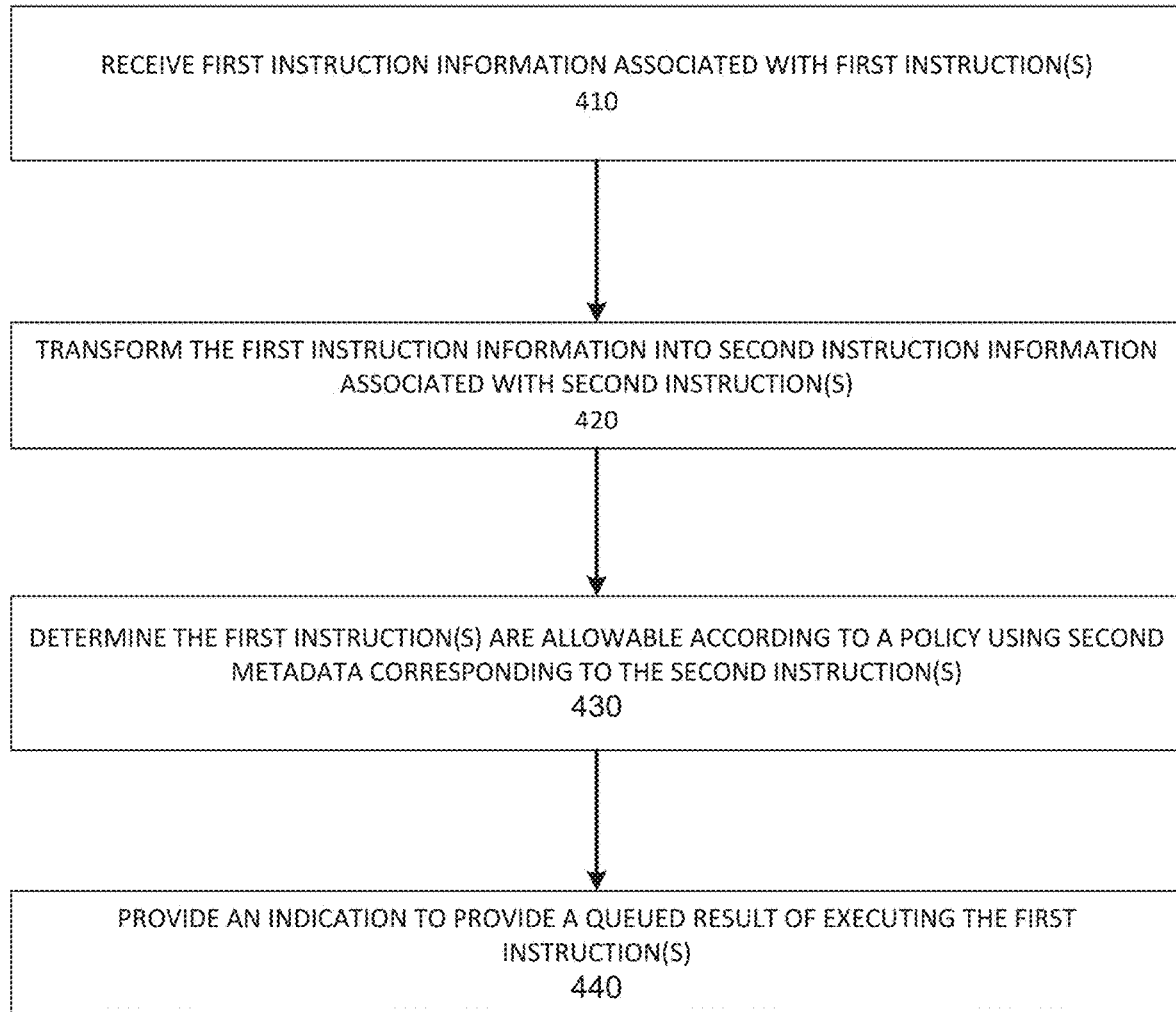 RECEIVE FIRST INSTRUCTION INFORMATION ASSOCIATED WITH FIRST INSTRUCTION(S)
410
TRANSFORM THE FIRST INSTRUCTION INFORMATION INTO SECOND INSTRUCTION INFORMATION
ASSOCIATED WITH SECOND INSTRUCTION(S)
420
DETERMINE THE FIRST INSTRUCTION(S) ARE ALLOWABLE ACCORDING TO A POLICY USING SECOND
METADATA CORRESPONDING TO THE SECOND INSTRUCTION(S)
430
PROVIDE AN INDICATION TO PROVIDE A QUEUED RESULT OF EXECUTING THE FIRST
INSTRUCTION(S)
440